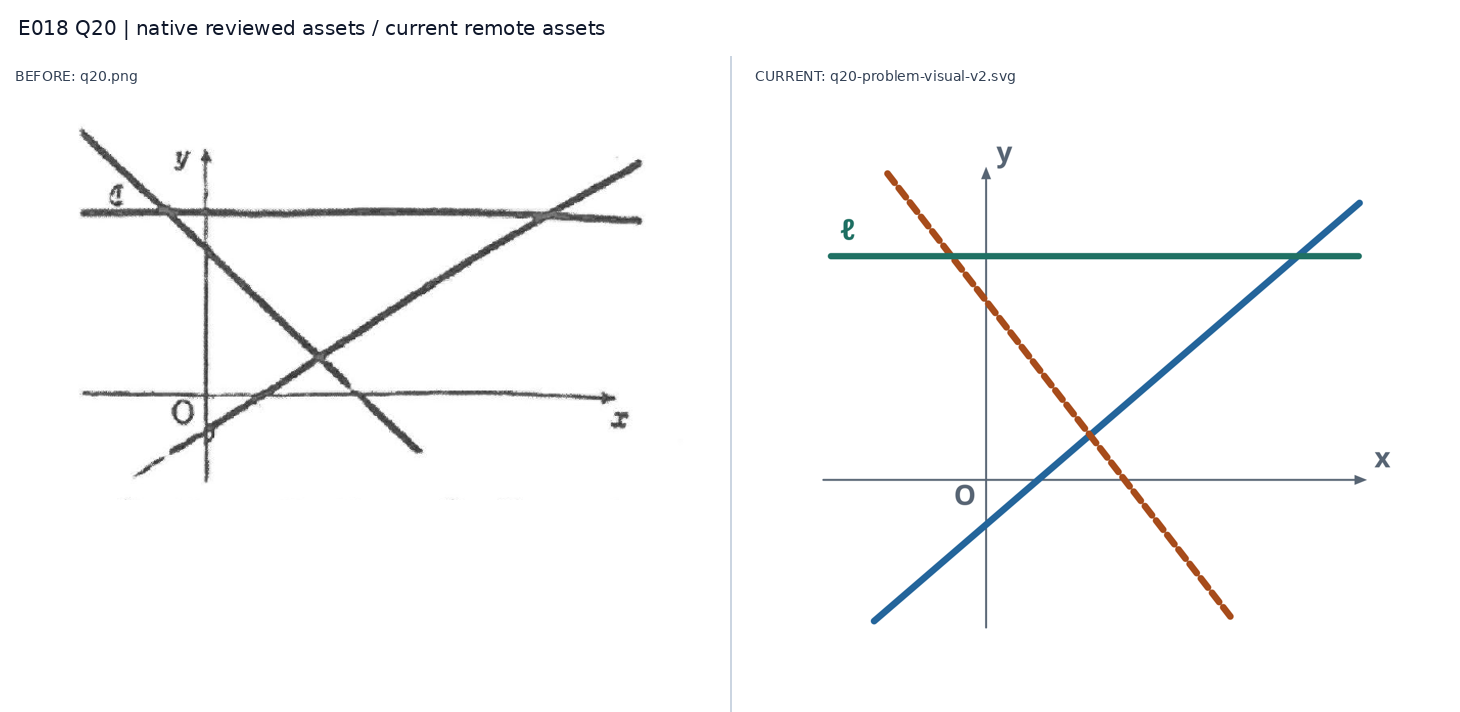 E018 Q20 | native reviewed assets / current remote assets
BEFORE: q20.png
CURRENT: q20-problem-visual-v2.svg
y
O
x
y
ℓ
x
O